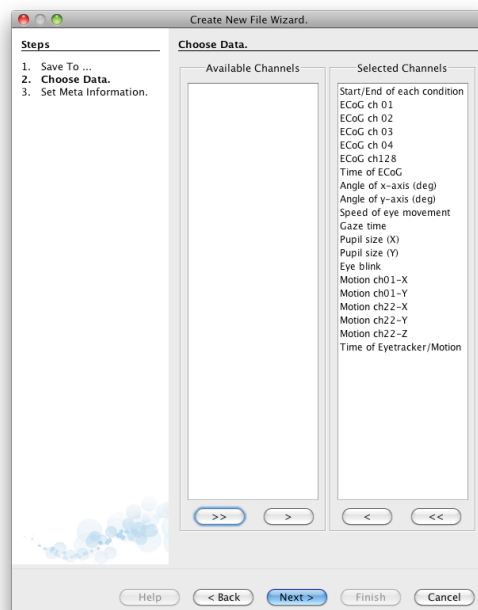 Create New File Wizard.
Steps
1. Save To ...
2. Choose Data.
3. Set Meta Information.
Choose Data.
Available Channels
>>
>
Selected Channels
Start/End of each condition
ECoG ch 01
ECoG ch 02
ECoG ch 03
ECoG ch 04
ECoG ch128
Time of ECoG
Angle of x-axis (deg)
Angle of y-axis (deg)
Speed of eye movement
Gaze time
Pupil size (X)
Pupil size (Y)
Eye blink
Motion ch01-X
Motion ch01-Y
Motion ch22-X
Motion ch22-Y
Motion ch22-Z
Time of Eyetracker/Motion
<
<<
Help
< Back
Next >
Finish
Cancel